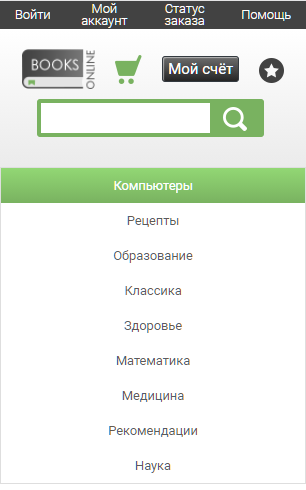 Войти
Мой
аккаунт
Статус
заказа
Помощь
BOOKS
ONLINE
Мой счёт
Компьютеры
Рецепты
Образование
Классика
Здоровье
Математика
Медицина
Рекомендации
Наука